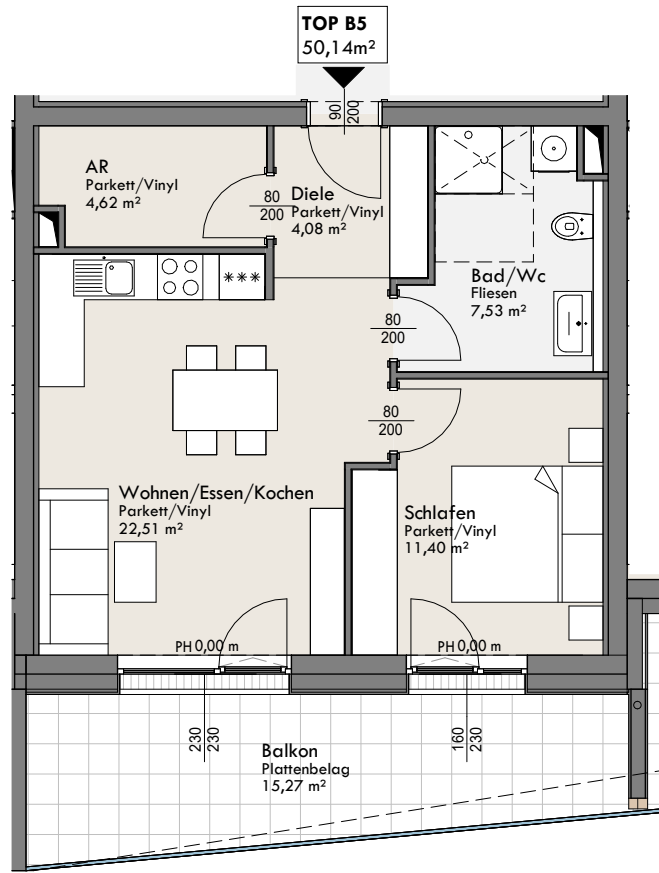 TOP B5
50,14m²
90
200
AR
Parkett/Vinyl
4,62 m²
80
200
Diele
Parkett/Vinyl
4,08 m²
Bad/Wc
Fliesen
7,53 m²
***
80
200
80
200
Wohnen/Essen/Kochen
Parkett/Vinyl
22,51 m²
Schlafen
Parkett/Vinyl
11,40 m²
PH 0,00 m
PH 0,00 m
230
230
160
230
Balkon
Plattenbelag
15,27 m²